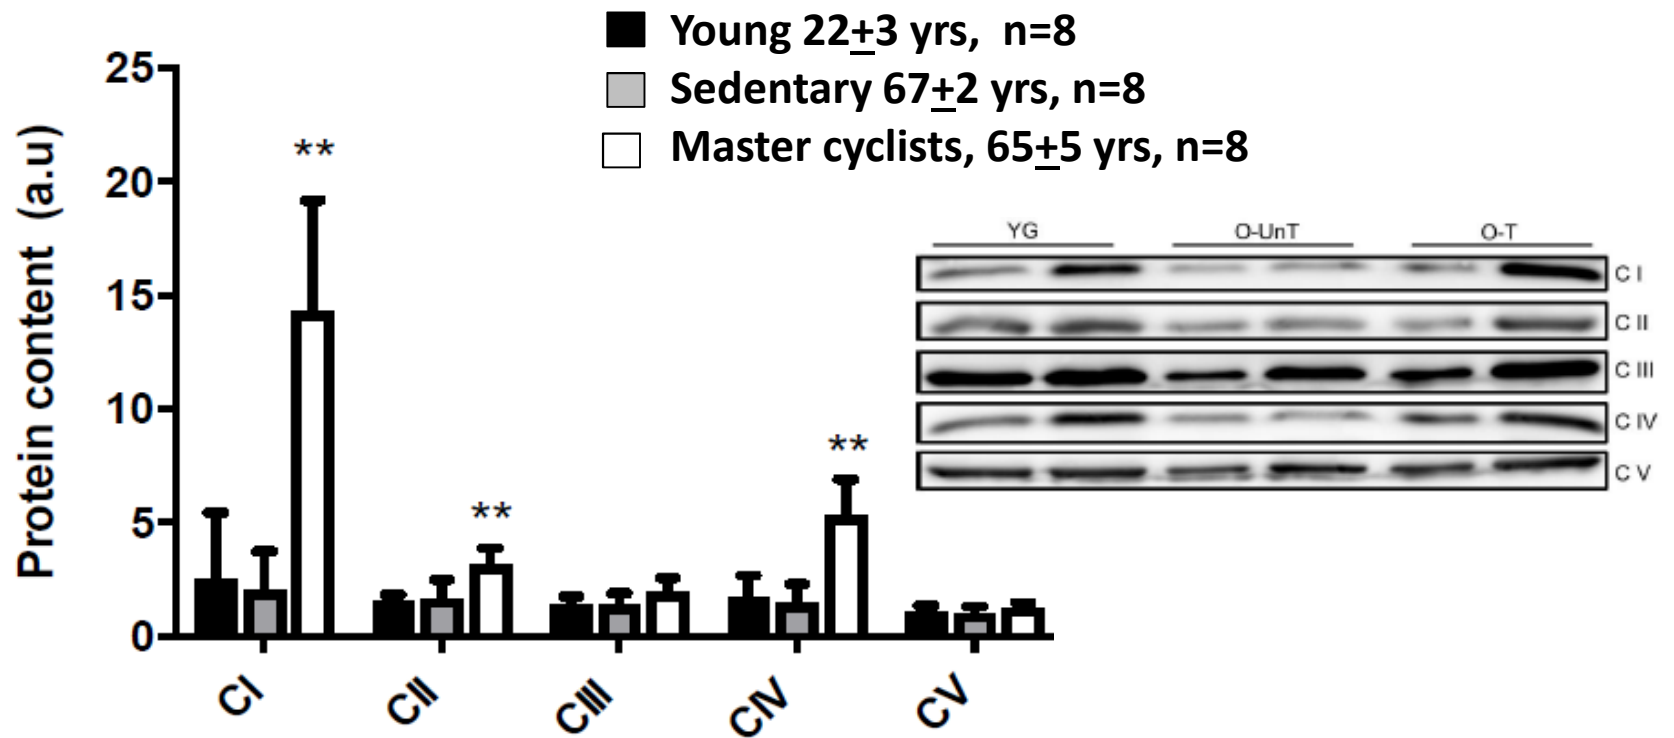 Young 22±3 yrs, n=8
Sedentary 67±2 yrs, n=8
Master cyclists, 65±5 yrs, n=8
Protein content (a.u)
25
20
15
10
5
0
**
**
**
CI
CII
CIII
CIV
CV
YG O-UnT O-T
C I
C II
C III
C IV
C V